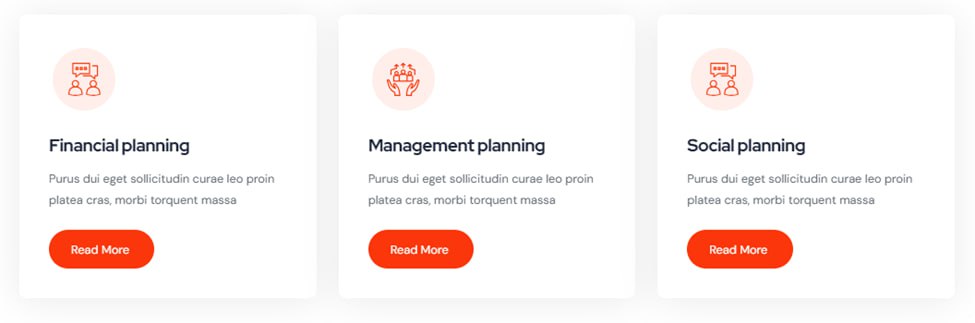 Financial planning
Purus dui eget sollicitudin curae leo proin
platea cras, morbi torquent massa
Read More
Management planning
Purus dui eget sollicitudin curae leo proin
platea cras, morbi torquent massa
Read More
Social planning
Purus dui eget sollicitudin curae leo proin
platea cras, morbi torquent massa
Read More